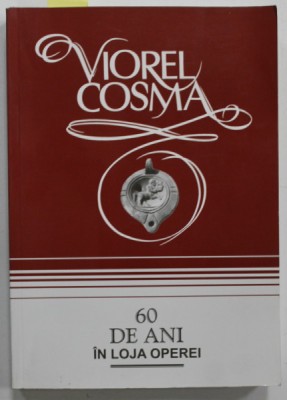 VIOREL
COSMA
60
DE ANI
ÎN LOJA OPEREI